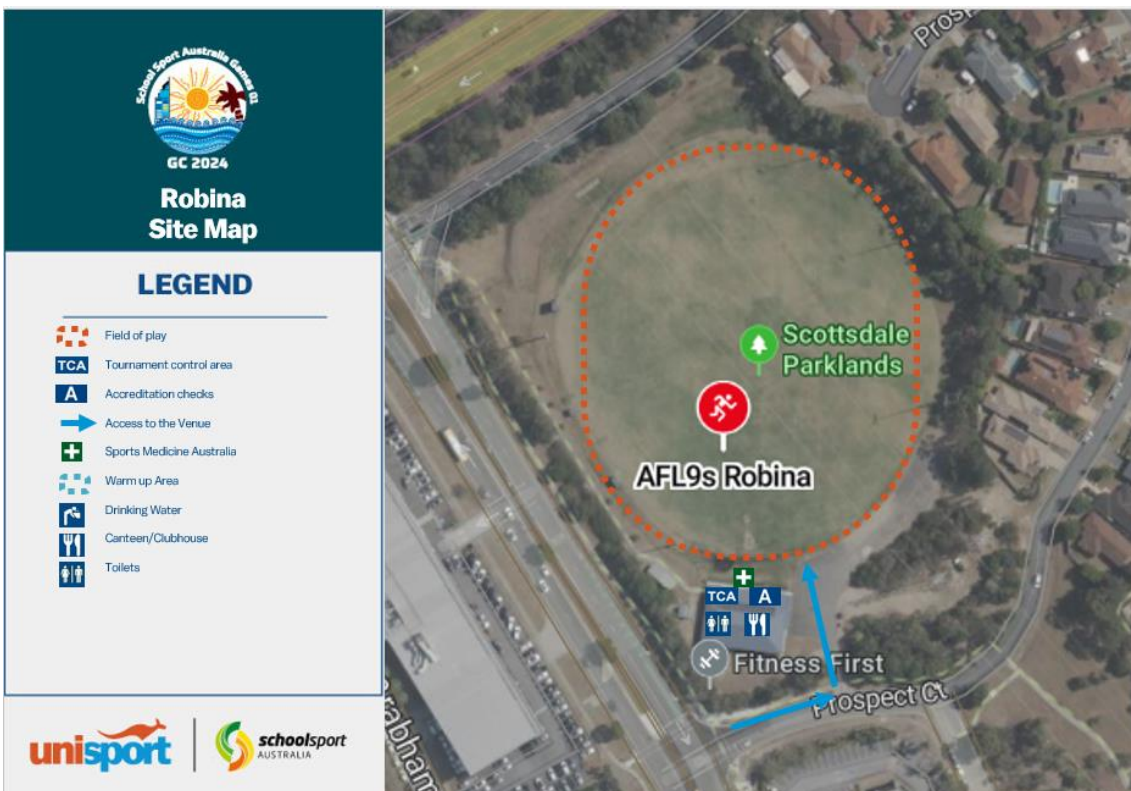 School Sport Australia Games 01
GC 2024
Robina
Site Map
LEGEND
Field of play
TCA
Tournament control area
A
Accreditation checks
Access to the Venue
Sports Medicine Australia
Warm up Area
Drinking Water
Canteen/Clubhouse
Toilets
unisport
schoolsport
AUSTRALIA
Scottsdale
Parklands
AFL9s Robina
TCA
A
Fitness First
Prospect Ct